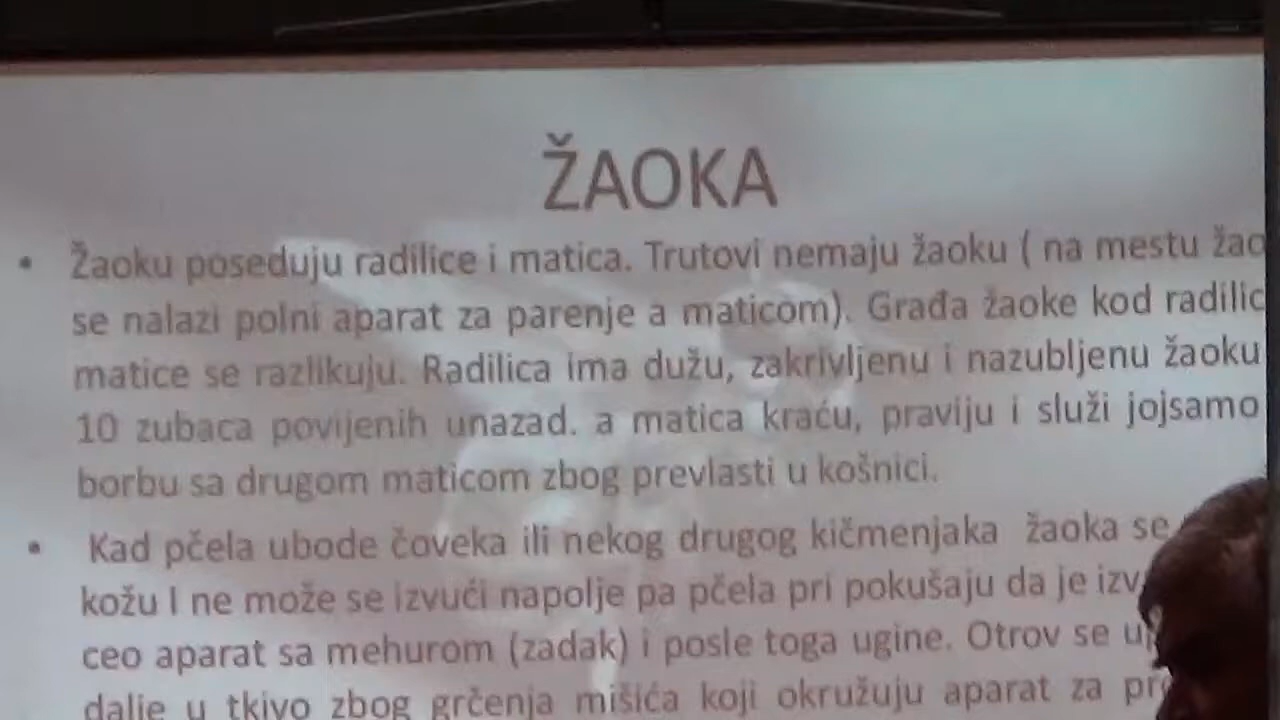 ŽAOKA
• Žaoku poseduju radilice i matica. Trutovi nemaju žaoku ( na mestu žao
se nalazi polni aparat za parenje a maticom). Građa žaoke kod radilic
matice se razlikuju. Radilica ima dužu, zakrivljenu i nazubljenu žaoku
10 zubaca povijenih unazad. a matica kraću, praviju i služi jojsamo
borbu sa drugom maticom zbog prevlasti u košnici.
• Kad pčela ubode čoveka ili nekog drugog kičmenjaka žaoka se
kožu I ne može se izvući napolje pa pčela pri pokušaju da je izv
ceo aparat sa mehurom (zadak) i posle toga ugine. Otrov se
dalje u tkivo zbog grčenja mišića koji okružuju aparat za